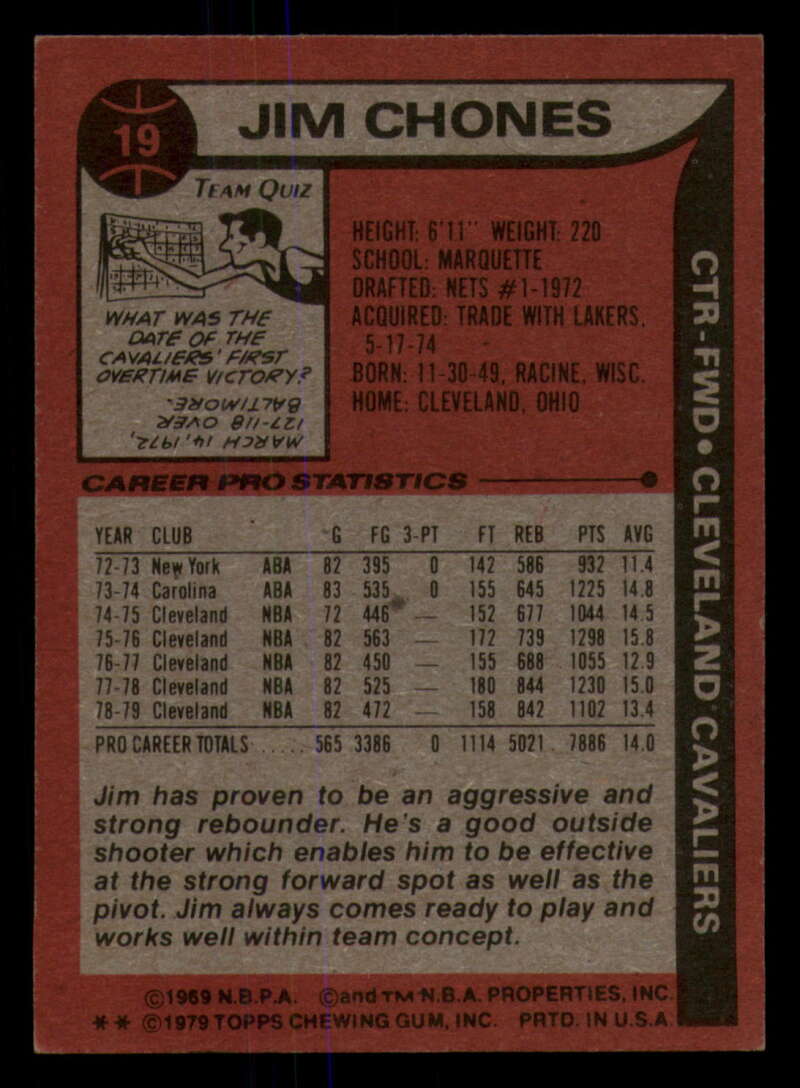 19
JIM CHONES
TEAM QUIZ
WHAT WAS THE
DATE OF THE
CAVALIERS' FIRST
OVERTIME VICTORY?
MARCH 14, 1972,
127-118 OVER
BALTIMORE.
HEIGHT: 6'11" WEIGHT: 220
SCHOOL: MARQUETTE
DRAFTED: NETS #1-1972
ACQUIRED: TRADE WITH LAKERS,
5-17-74
BORN: 11-30-49, RACINE, WISC.
HOME: CLEVELAND, OHIO
CTR-FWD • CLEVELAND CAVALIERS
CAREER PRO STATISTICS
YEAR CLUB G FG 3-PT FT REB PTS AVG
72-73 New York ABA 82 395 0 142 586 932 11.4
73-74 Carolina ABA 83 535 0 155 645 1225 14.8
74-75 Cleveland NBA 72 446 — 152 677 1044 14.5
75-76 Cleveland NBA 82 563 — 172 739 1298 15.8
76-77 Cleveland NBA 82 450 — 155 688 1055 12.9
77-78 Cleveland NBA 82 525 — 180 844 1230 15.0
78-79 Cleveland NBA 82 472 — 158 842 1102 13.4
PRO CAREER TOTALS ..... 565 3386 0 1114 5021 7886 14.0
Jim has proven to be an aggressive and
strong rebounder. He's a good outside
shooter which enables him to be effective
at the strong forward spot as well as the
pivot. Jim always comes ready to play and
works well within team concept.
©1969 N.B.P.A. ©and TM N.B.A. PROPERTIES, INC.
** ©1979 TOPPS CHEWING GUM, INC. PRTD. IN U.S.A.